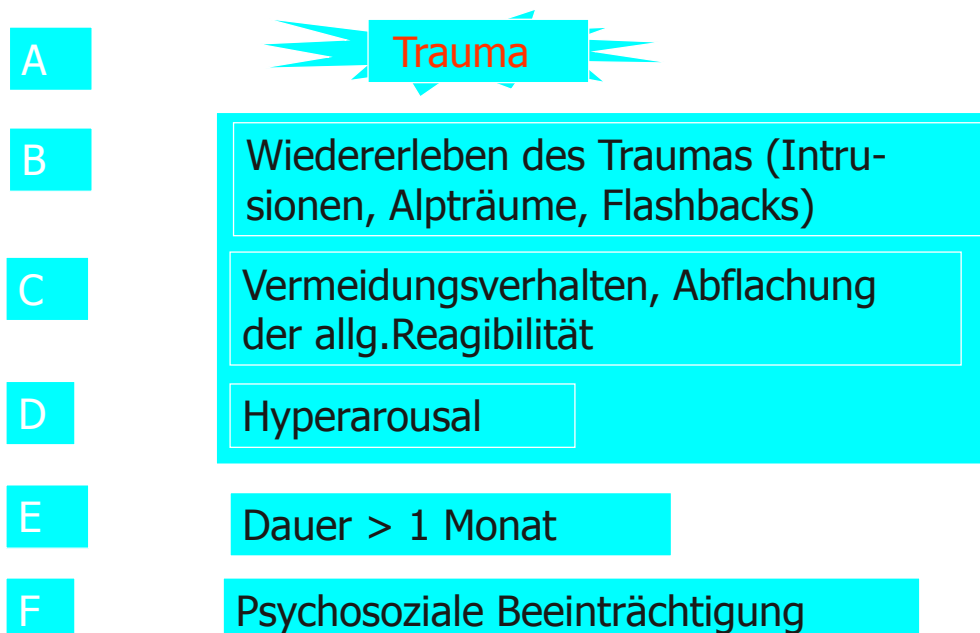 A
Trauma
B
Wiedererleben des Traumas (Intru-
sionen, Alpträume, Flashbacks)
C
Vermeidungsverhalten, Abflachung
der allg.Reagibilität
D
Hyperarousal
E
Dauer > 1 Monat
F
Psychosoziale Beeinträchtigung